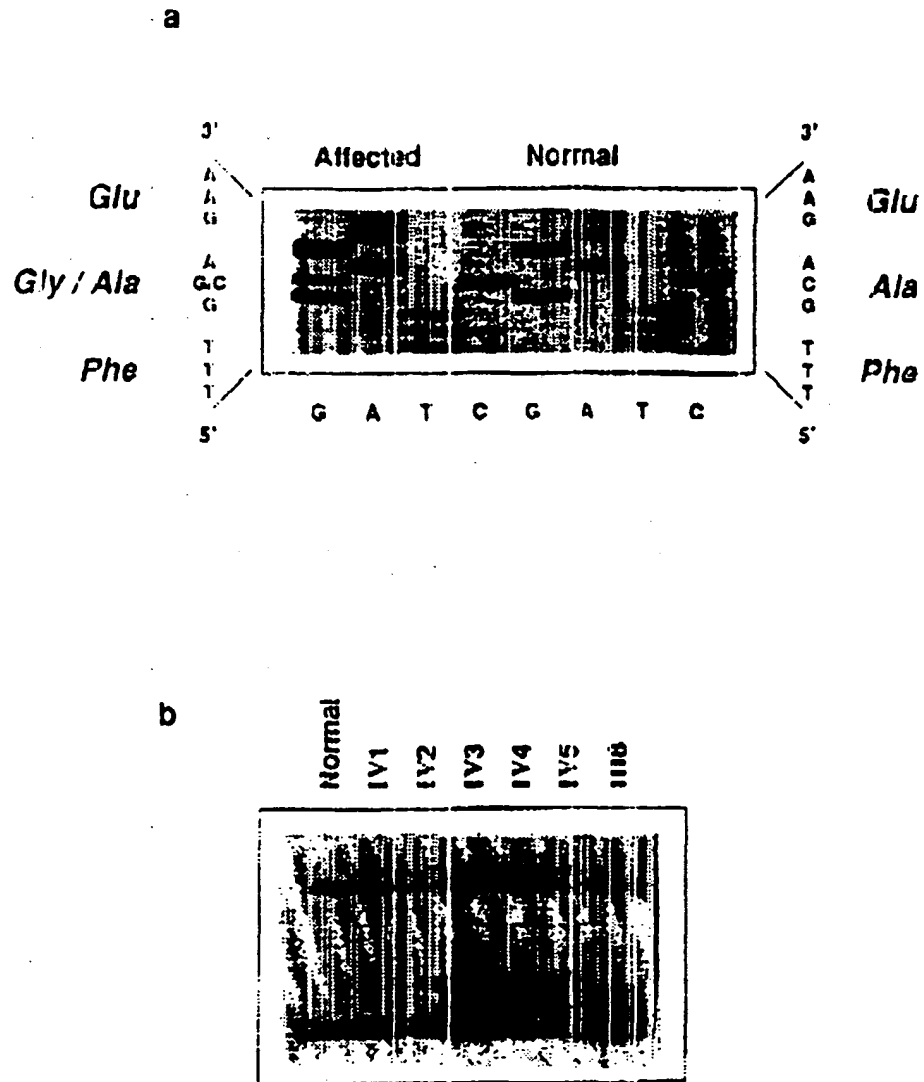 a
3' 3'
Affected Normal
Glu A A G A A G Glu
Gly / Ala A G/C G A C G Ala
Phe T T T T T T Phe
G A T C G A T C
5' 5'
b
Normal IV1 IV2 IV3 IV4 IV5 III8